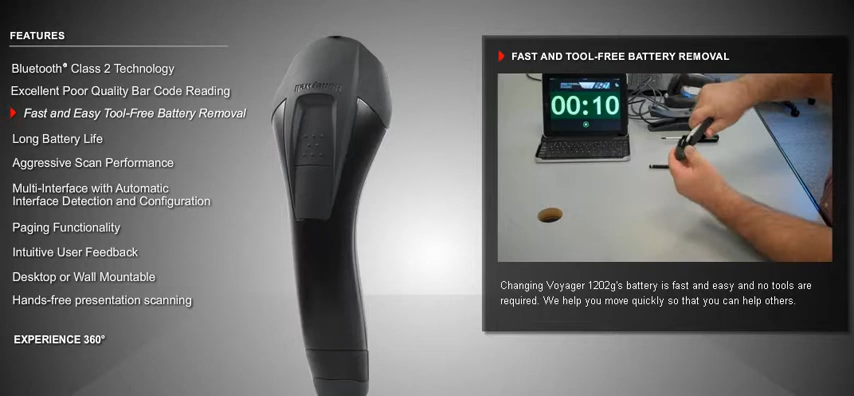 FEATURES
Bluetooth® Class 2 Technology
Excellent Poor Quality Bar Code Reading
Fast and Easy Tool-Free Battery Removal
Long Battery Life
Aggressive Scan Performance
Multi-Interface with Automatic
Interface Detection and Configuration
Paging Functionality
Intuitive User Feedback
Desktop or Wall Mountable
Hands-free presentation scanning
EXPERIENCE 360°
FAST AND TOOL-FREE BATTERY REMOVAL
00:10
Changing Voyager 1202g's battery is fast and easy and no tools are
required. We help you move quickly so that you can help others.